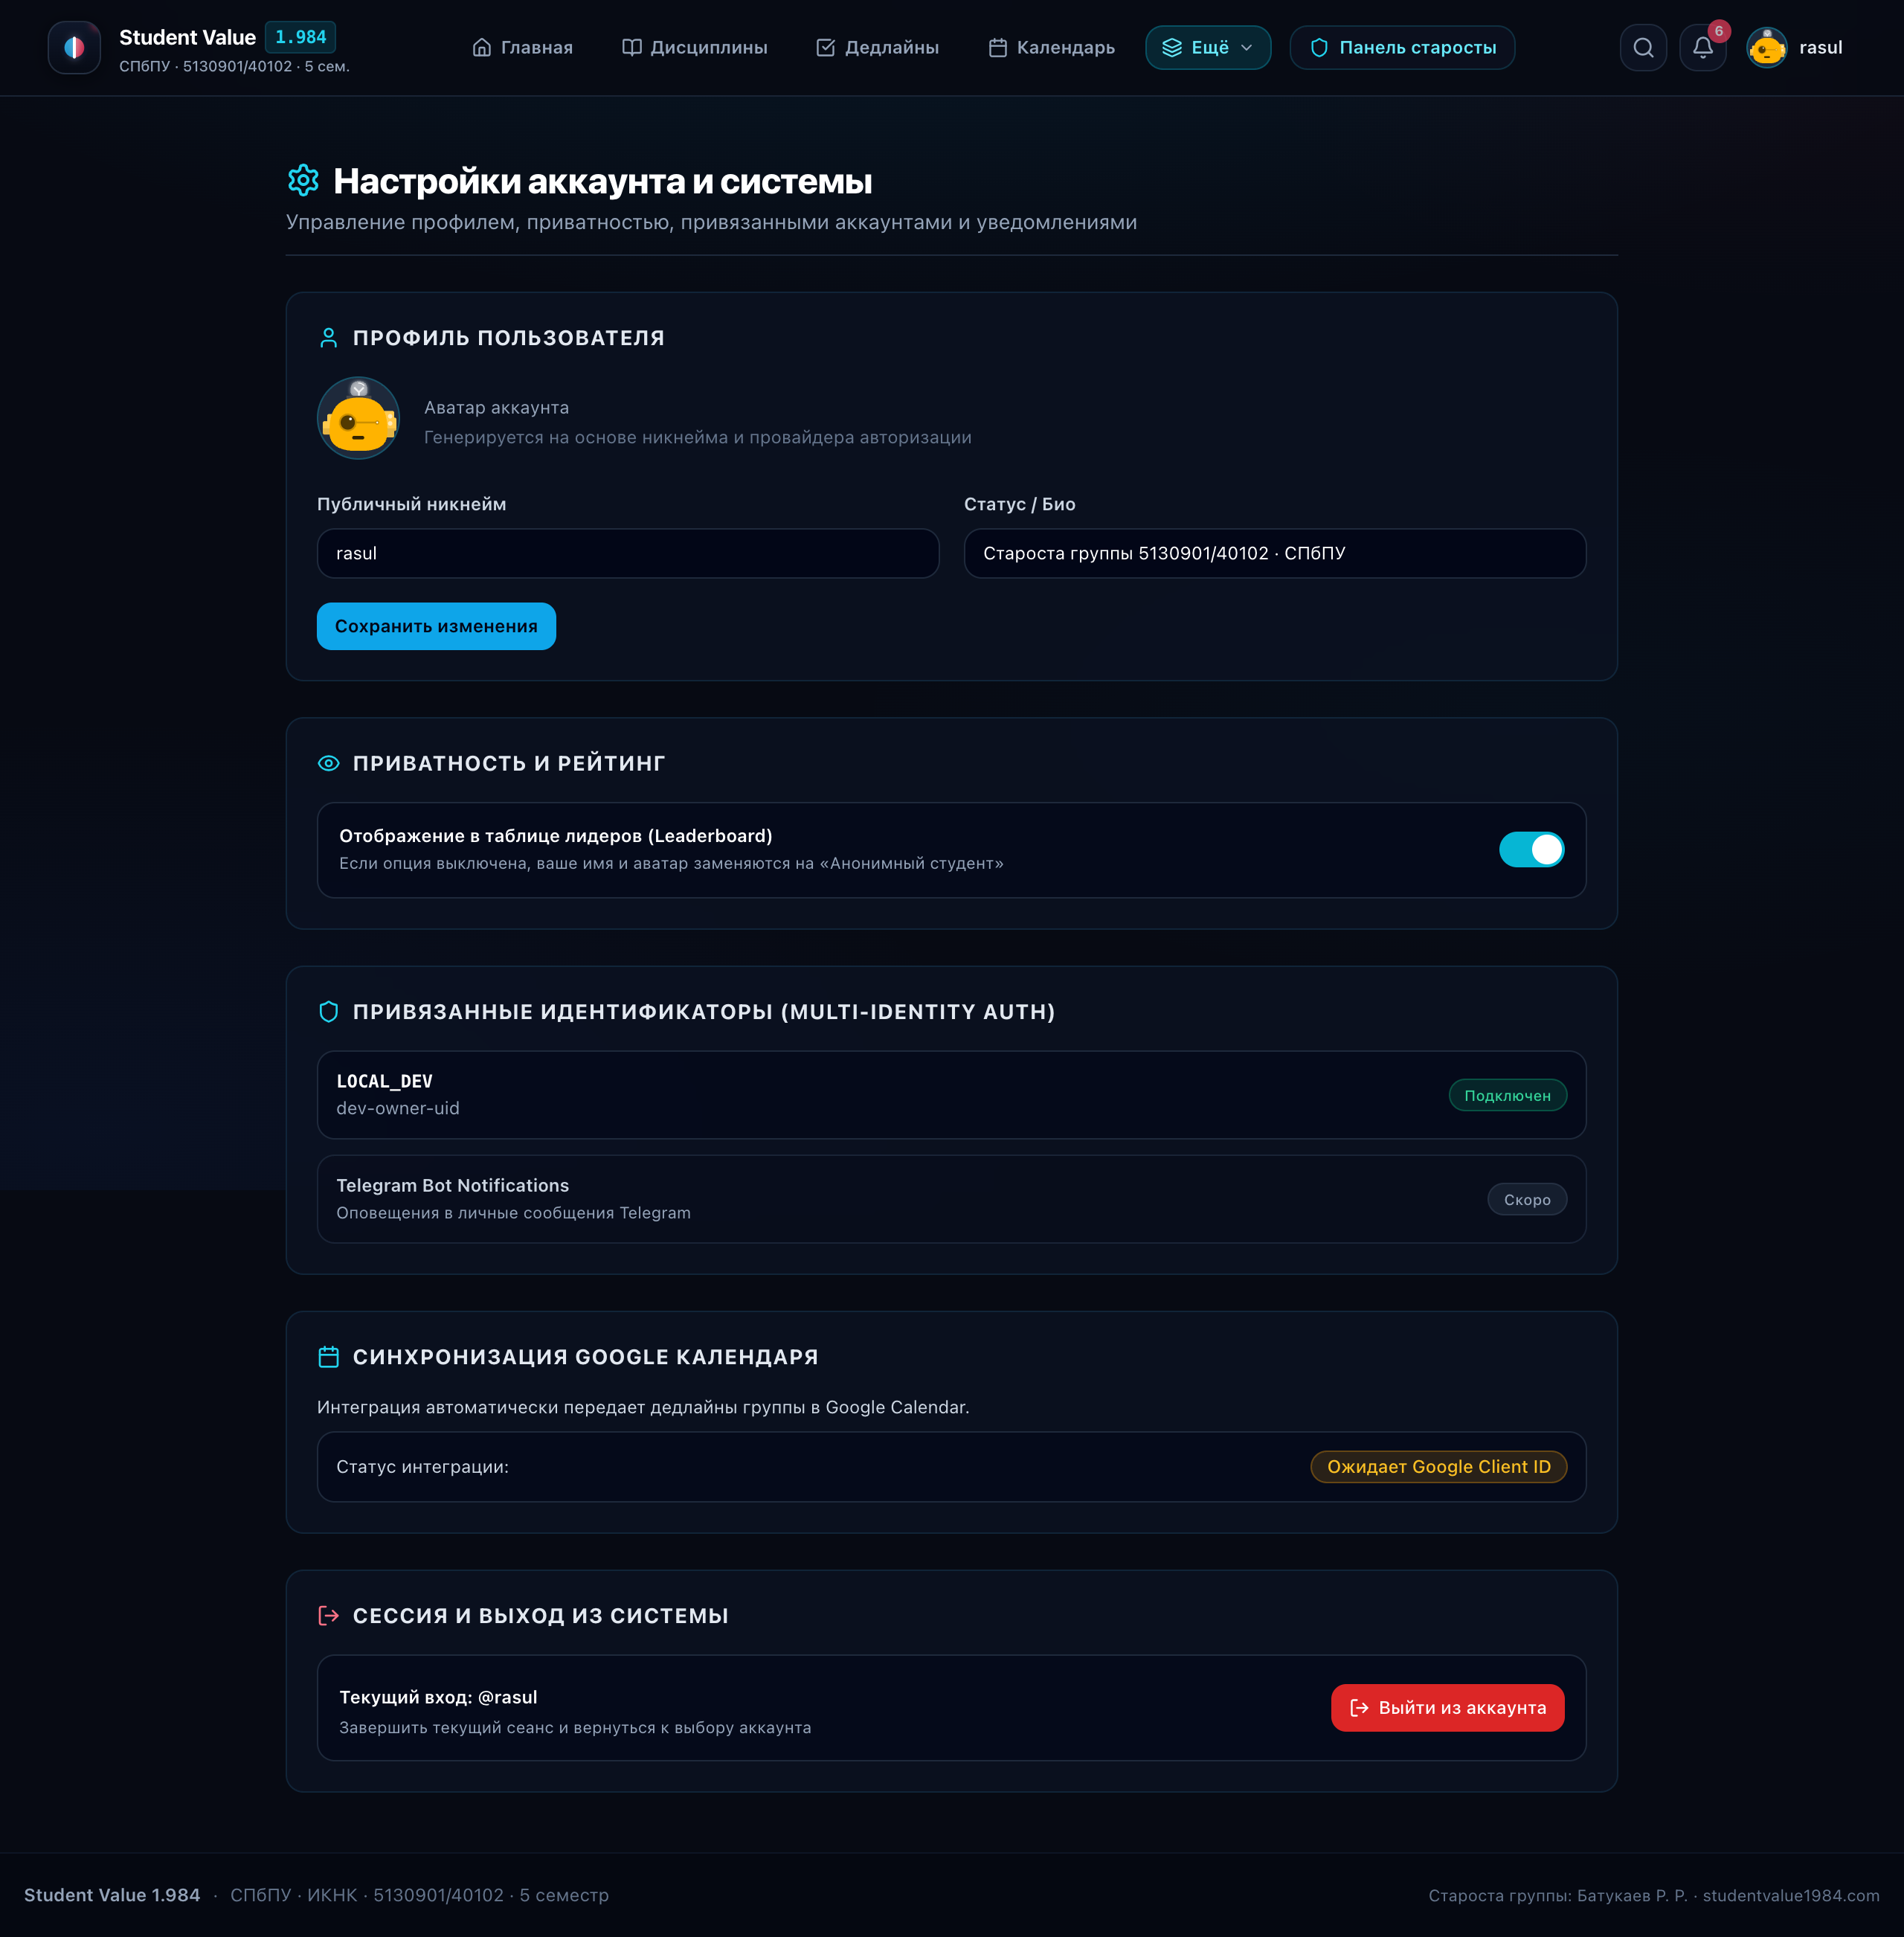 Student Value 1.984
СПбПУ · 5130901/40102 · 5 сем.
Главная
Дисциплины
Дедлайны
Календарь
Ещё
Панель старосты
6
rasul
Настройки аккаунта и системы
Управление профилем, приватностью, привязанными аккаунтами и уведомлениями
ПРОФИЛЬ ПОЛЬЗОВАТЕЛЯ
Аватар аккаунта
Генерируется на основе никнейма и провайдера авторизации
Публичный никнейм
rasul
Статус / Био
Староста группы 5130901/40102 · СПбПУ
Сохранить изменения
ПРИВАТНОСТЬ И РЕЙТИНГ
Отображение в таблице лидеров (Leaderboard)
Если опция выключена, ваше имя и аватар заменяются на «Анонимный студент»
ПРИВЯЗАННЫЕ ИДЕНТИФИКАТОРЫ (MULTI-IDENTITY AUTH)
LOCAL_DEV
dev-owner-uid
Подключен
Telegram Bot Notifications
Оповещения в личные сообщения Telegram
Скоро
СИНХРОНИЗАЦИЯ GOOGLE КАЛЕНДАРЯ
Интеграция автоматически передает дедлайны группы в Google Calendar.
Статус интеграции:
Ожидает Google Client ID
СЕССИЯ И ВЫХОД ИЗ СИСТЕМЫ
Текущий вход: @rasul
Завершить текущий сеанс и вернуться к выбору аккаунта
Выйти из аккаунта
Student Value 1.984 · СПбПУ · ИКНК · 5130901/40102 · 5 семестр
Староста группы: Батукаев Р. Р. · studentvalue1984.com